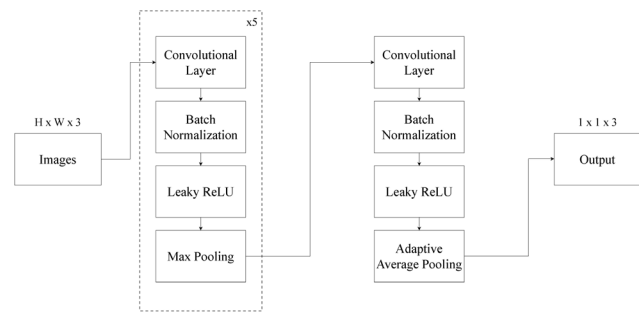 x5
Convolutional
Layer
Batch
Normalization
Leaky ReLU
Max Pooling
H x W x 3
Images
Convolutional
Layer
Batch
Normalization
Leaky ReLU
Adaptive
Average Pooling
1 x 1 x 3
Output